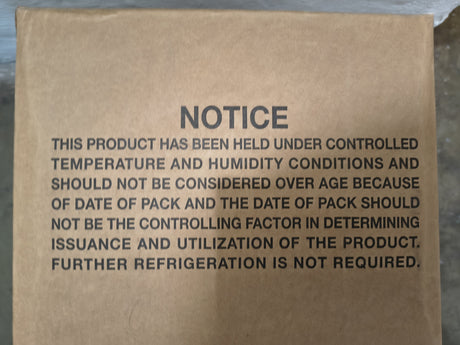 NOTICE
THIS PRODUCT HAS BEEN HELD UNDER CONTROLLED
TEMPERATURE AND HUMIDITY CONDITIONS AND
SHOULD NOT BE CONSIDERED OVER AGE BECAUSE
OF DATE OF PACK AND THE DATE OF PACK SHOULD
NOT BE THE CONTROLLING FACTOR IN DETERMINING
ISSUANCE AND UTILIZATION OF THE PRODUCT.
FURTHER REFRIGERATION IS NOT REQUIRED.